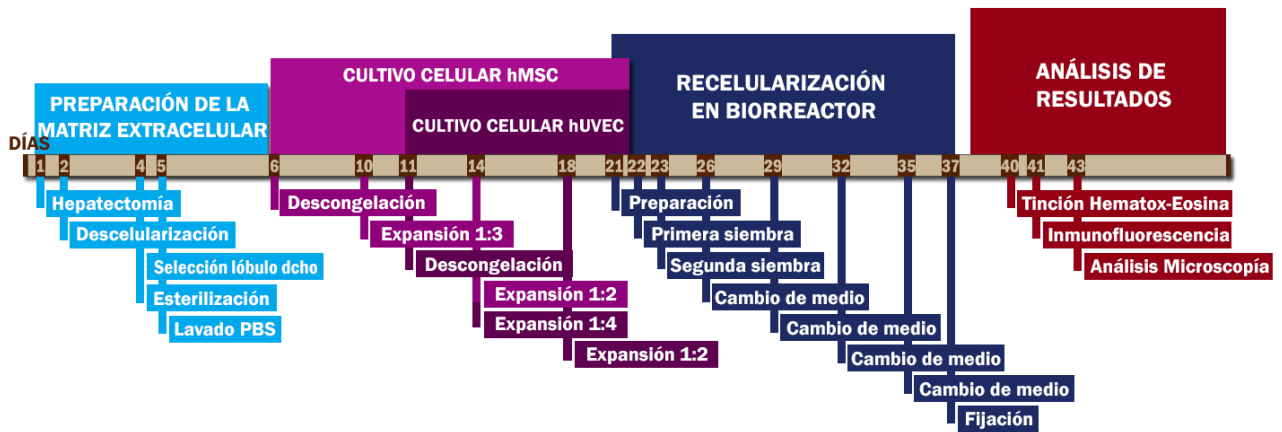 PREPARACIÓN DE LA
MATRIZ EXTRACELULAR
CULTIVO CELULAR hMSC
CULTIVO CELULAR hUVEC
RECELULARIZACIÓN
EN BIORREACTOR
ANÁLISIS DE
RESULTADOS
DÍAS
1 2 4 5 6 10 11 14 18 21 22 23 26 29 32 35 37 40 41 43
Hepatectomía
Descelularización
Selección lóbulo dcho
Esterilización
Lavado PBS
Descongelación
Expansión 1:3
Descongelación
Expansión 1:2
Expansión 1:4
Expansión 1:2
Preparación
Primera siembra
Segunda siembra
Cambio de medio
Cambio de medio
Cambio de medio
Cambio de medio
Fijación
Tinción Hematox-Eosina
Inmunofluorescencia
Análisis Microscopía